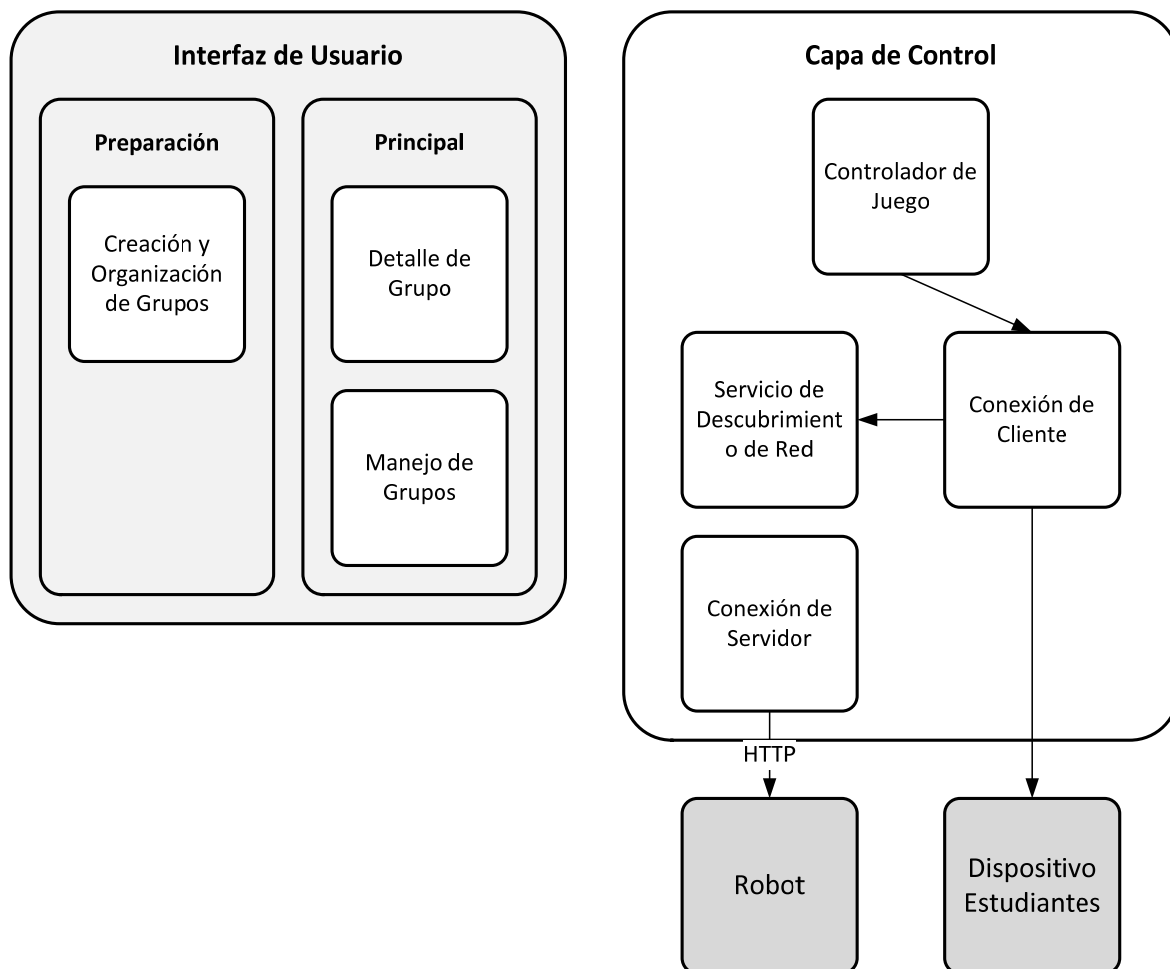 Interfaz de Usuario
Preparación
Creación y
Organización
de Grupos
Principal
Detalle de
Grupo
Manejo de
Grupos
Capa de Control
Controlador de
Juego
Servicio de
Descubrimient
o de Red
Conexión de
Cliente
Conexión de
Servidor
HTTP
Robot
Dispositivo
Estudiantes